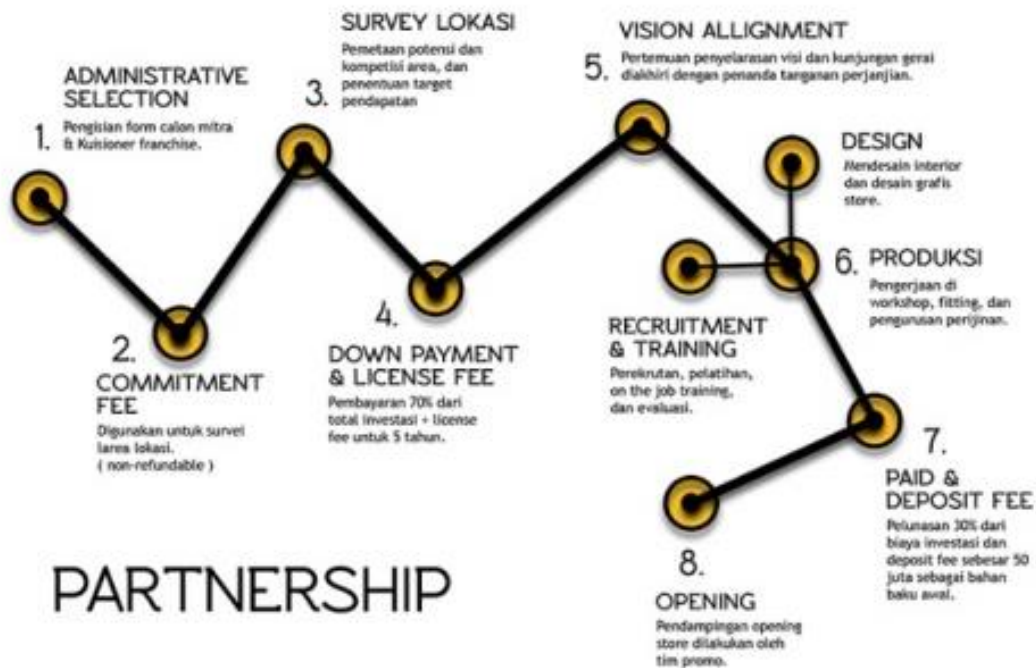 1.
ADMINISTRATIVE
SELECTION
Pengisian form calon mitra
& Kuisioner franchise.
2.
COMMITMENT
FEE
Digunakan untuk survei
larea lokasi.
( non-refundable )
3.
SURVEY LOKASI
Pemetaan potensi dan
kompetisi area, dan
penentuan target
pendapatan
4.
DOWN PAYMENT
& LICENSE FEE
Pembayaran 70% dari
total investasi + license
fee untuk 5 tahun.
5.
VISION ALLIGNMENT
Pertemuan penyelarasan visi dan kunjungan gerai
diakhiri dengan penanda tanganan perjanjian.
DESIGN
Mendesain interior
dan desain grafis
store.
6. PRODUKSI
Pengerjaan di
workshop, fitting, dan
pengurusan perijinan.
RECRUITMENT
& TRAINING
Perekrutan, pelatihan,
on the job training,
dan evaluasi.
7.
PAID &
DEPOSIT FEE
Pelunasan 30% dari
biaya investasi dan
deposit fee sebesar 50
juta sebagai bahan
baku awal.
8.
OPENING
Pendampingan opening
store dilakukan oleh
tim promo.
PARTNERSHIP